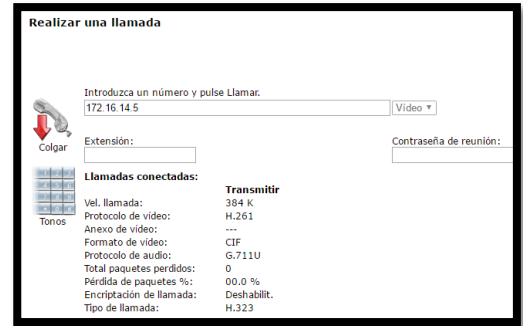 Realizar una llamada
Introduzca un número y pulse Llamar.
172.16.14.5
Vídeo
Colgar
Extensión:
Contraseña de reunión:
Tonos
Llamadas conectadas:
Transmitir
Vel. llamada: 384 K
Protocolo de vídeo: H.261
Anexo de vídeo: ---
Formato de vídeo: CIF
Protocolo de audio: G.711U
Total paquetes perdidos: 0
Pérdida de paquetes %: 00.0 %
Encriptación de llamada: Deshabilit.
Tipo de llamada: H.323